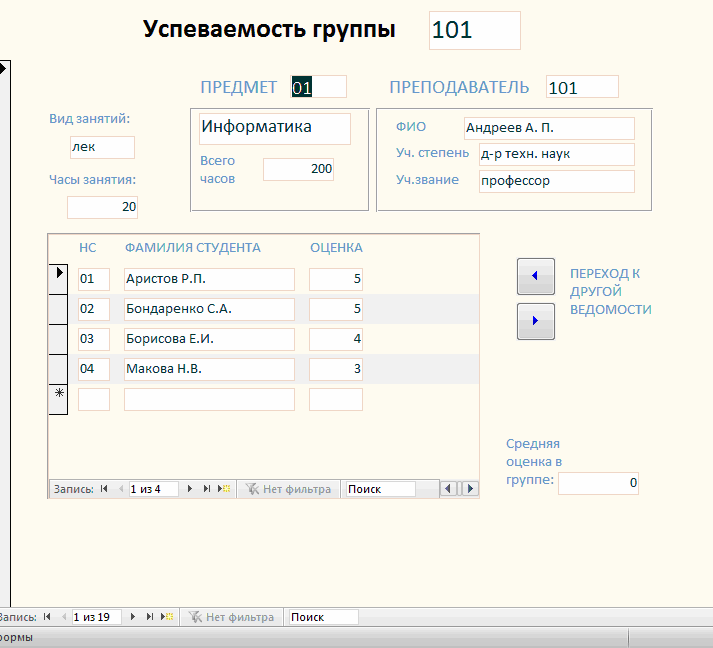 Успеваемость группы 101
ПРЕДМЕТ 01 ПРЕПОДАВАТЕЛЬ 101
Вид занятий:
лек
Часы занятия:
20
Информатика
Всего
часов
200
ФИО Андреев А. П.
Уч. степень д-р техн. наук
Уч.звание профессор
НС ФАМИЛИЯ СТУДЕНТА ОЦЕНКА
01 Аристов Р.П. 5
02 Бондаренко С.А. 5
03 Борисова Е.И. 4
04 Макова Н.В. 3
Запись: 1 из 4 Нет фильтра Поиск
ПЕРЕХОД К
ДРУГОЙ
ВЕДОМОСТИ
Средняя
оценка в
группе: 0
Запись: 1 из 19 Нет фильтра Поиск
формы